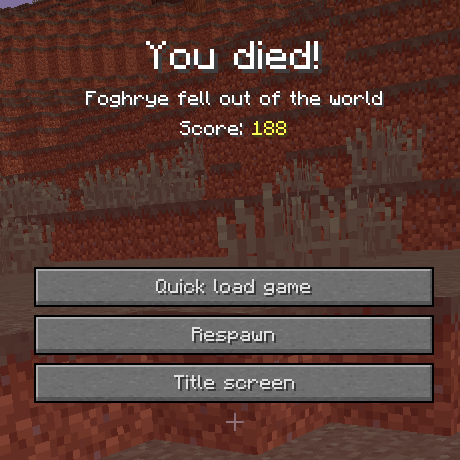 You died!
Foghrye fell out of the world
Score: 188
Quick load game
Respawn
Title screen